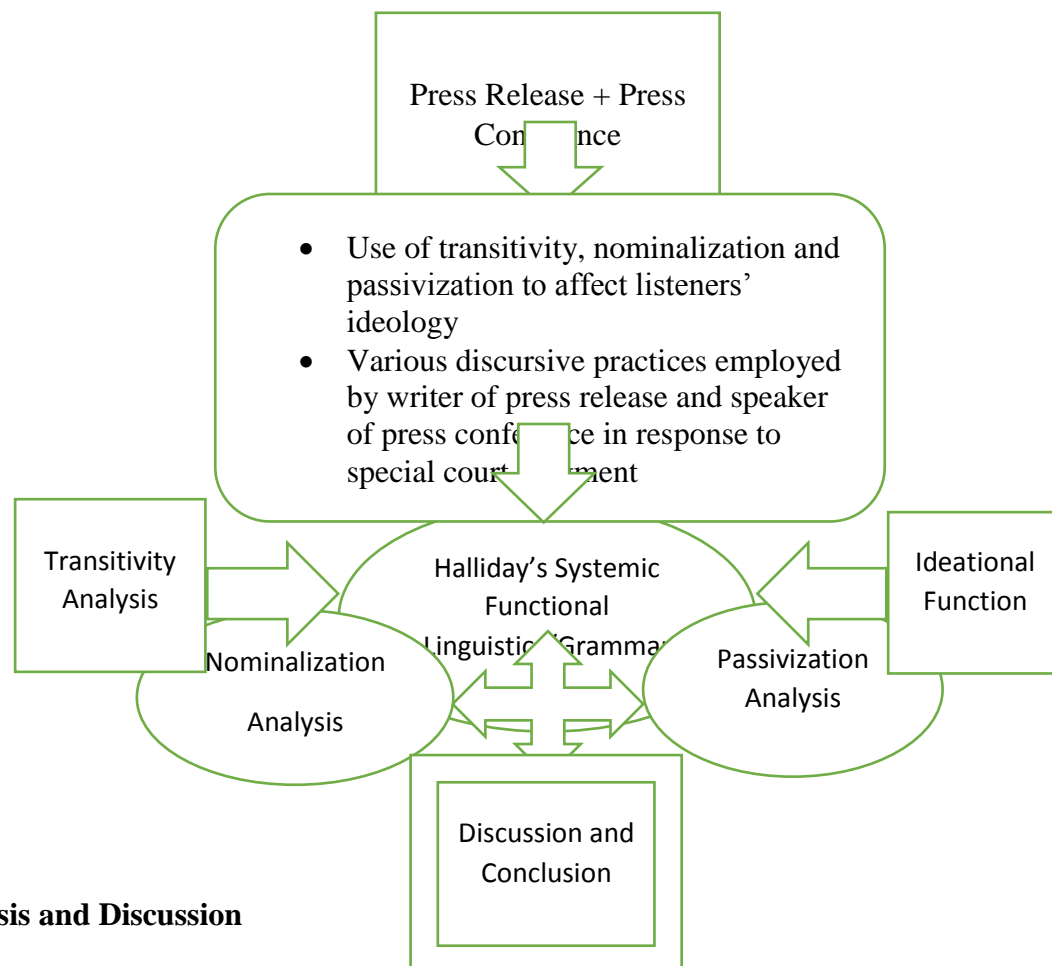 Press Release + Press
Con nce
• Use of transitivity, nominalization and
passivization to affect listeners’
ideology
• Various discursive practices employed
by writer of press release and speaker
of press conf ce in response to
special court ment
Transitivity
Analysis
Halliday’s Systemic
Functional
Linguistic /Grammar
Ideational
Function
Nominalization
Analysis
Passivization
Analysis
Discussion and
Conclusion
sis and Discussion